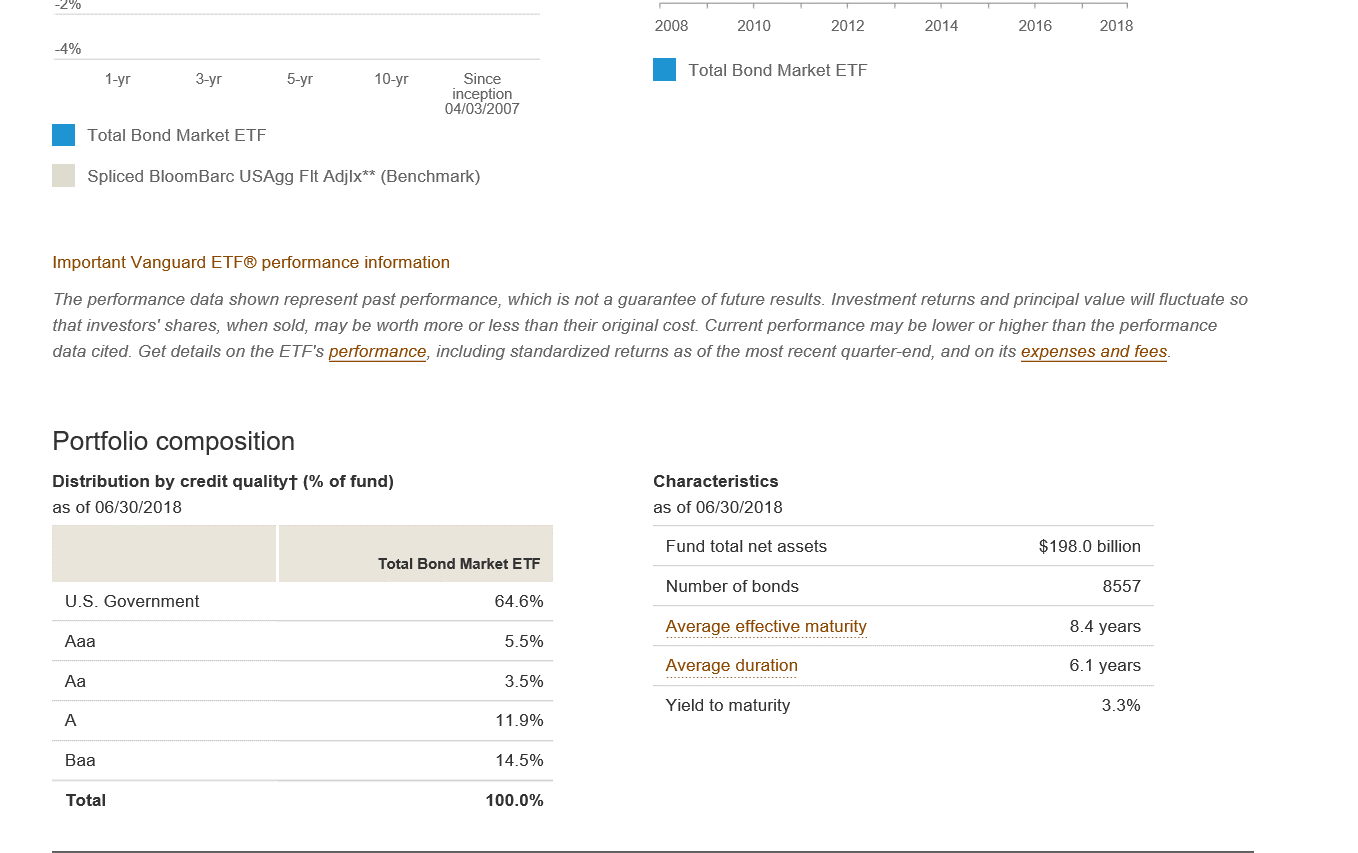 -2%
-4%
1-yr 3-yr 5-yr 10-yr Since
inception
04/03/2007
Total Bond Market ETF
Spliced BloomBarc USAgg Flt AdjIx** (Benchmark)
2008 2010 2012 2014 2016 2018
Total Bond Market ETF
Important Vanguard ETF® performance information
The performance data shown represent past performance, which is not a guarantee of future results. Investment returns and principal value will fluctuate so
that investors' shares, when sold, may be worth more or less than their original cost. Current performance may be lower or higher than the performance
data cited. Get details on the ETF's performance, including standardized returns as of the most recent quarter-end, and on its expenses and fees.
Portfolio composition
Distribution by credit quality† (% of fund)
as of 06/30/2018
Total Bond Market ETF
U.S. Government 64.6%
Aaa 5.5%
Aa 3.5%
A 11.9%
Baa 14.5%
Total 100.0%
Characteristics
as of 06/30/2018
Fund total net assets $198.0 billion
Number of bonds 8557
Average effective maturity 8.4 years
Average duration 6.1 years
Yield to maturity 3.3%